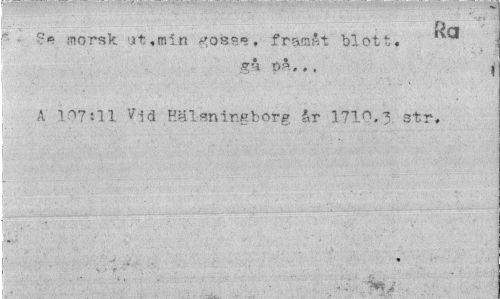 Ra
Se morsk ut,min gosse, framåt blott,
gå på...
A 107:11 Vid Hälsningborg år 1710.3 str.